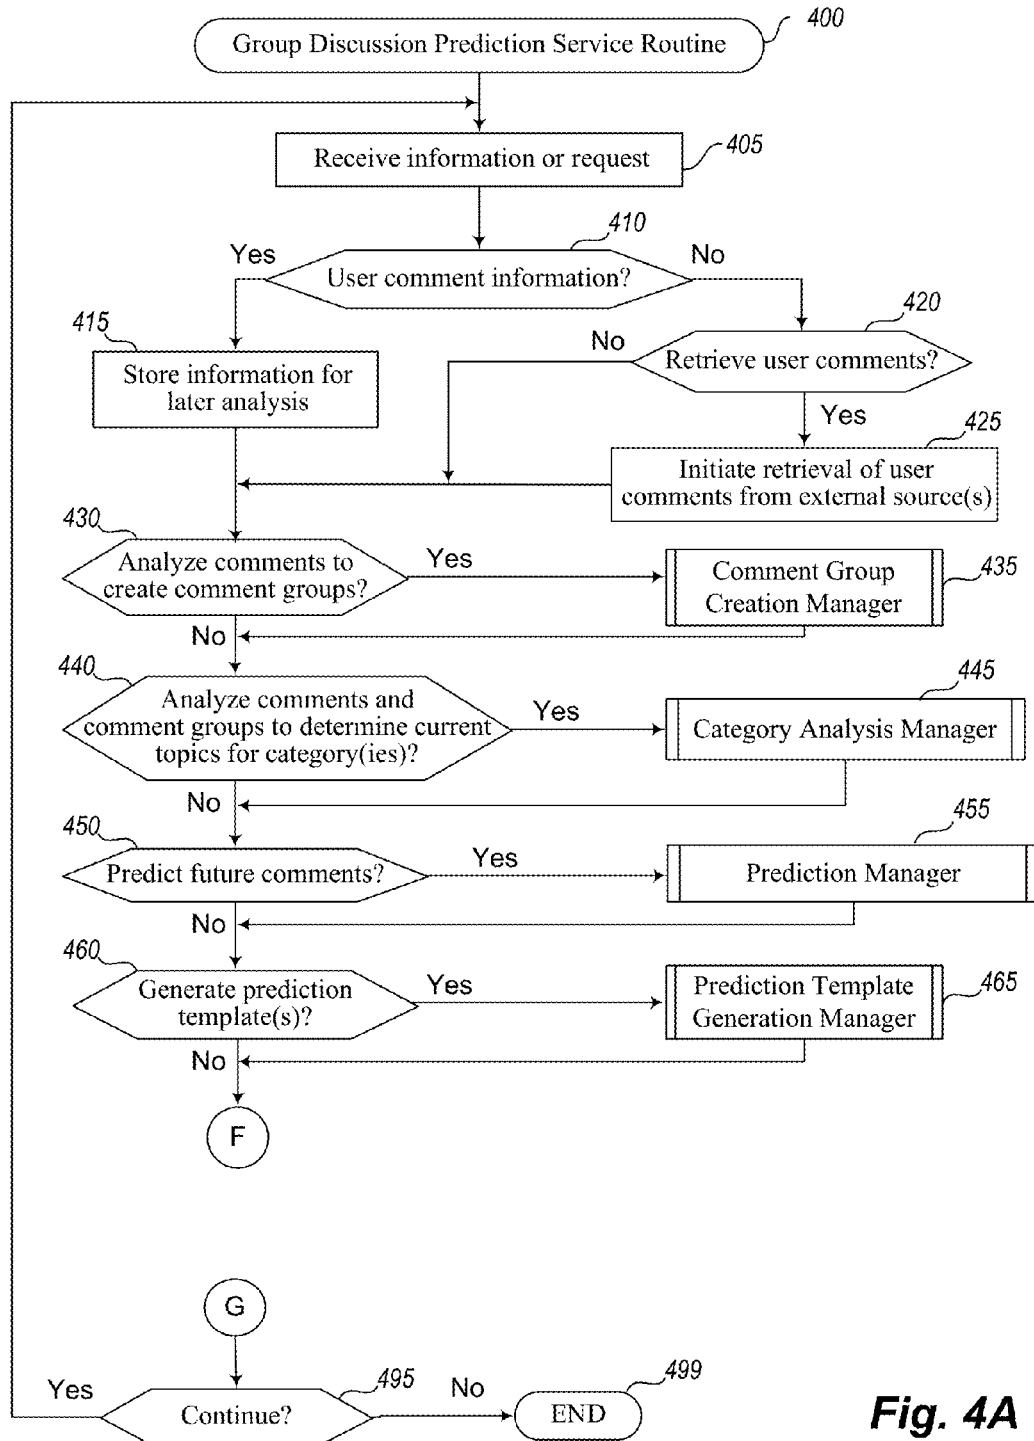 400
Group Discussion Prediction Service Routine
Receive information or request
405
410
Yes
User comment information?
No
415
Store information for
later analysis
420
No
Retrieve user comments?
Yes
425
Initiate retrieval of user
comments from external source(s)
430
Analyze comments to
create comment groups?
Yes
Comment Group
Creation Manager
435
No
440
Analyze comments and
comment groups to determine current
topics for category(ies)?
Yes
445
Category Analysis Manager
No
450
Predict future comments?
Yes
455
Prediction Manager
No
460
Generate prediction
template(s)?
Yes
Prediction Template
Generation Manager
465
No
F
G
Yes
Continue?
495
No
END
499
Fig. 4A